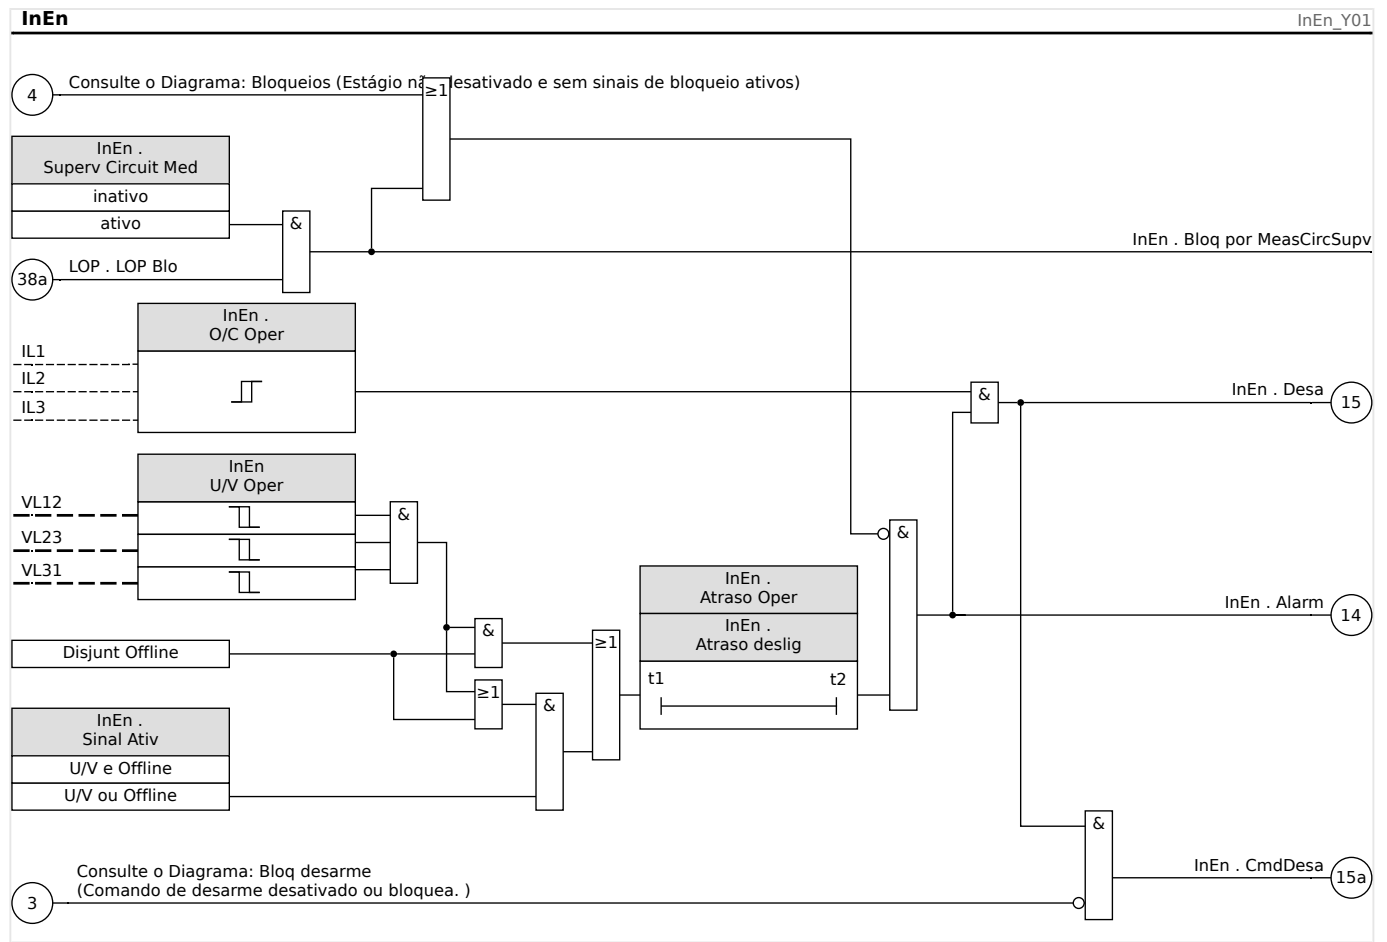 InEn
InEn_Y01
4
Consulte o Diagrama: Bloqueios (Estágio nã desativado e sem sinais de bloqueio ativos)
≥1
InEn .
Superv Circuit Med
inativo
ativo
&
InEn . Bloq por MeasCircSupv
38a
LOP . LOP Blo
InEn .
O/C Oper
IL1
IL2
IL3
&
InEn . Desa
15
InEn
U/V Oper
VL12
VL23
VL31
&
&
InEn .
Atraso Oper
InEn .
Atraso deslig
t1
t2
InEn . Alarm
14
Disjunt Offline
&
≥1
≥1
&
InEn .
Sinal Ativ
U/V e Offline
U/V ou Offline
&
InEn . CmdDesa
15a
Consulte o Diagrama: Bloq desarme
(Comando de desarme desativado ou bloquea. )
3